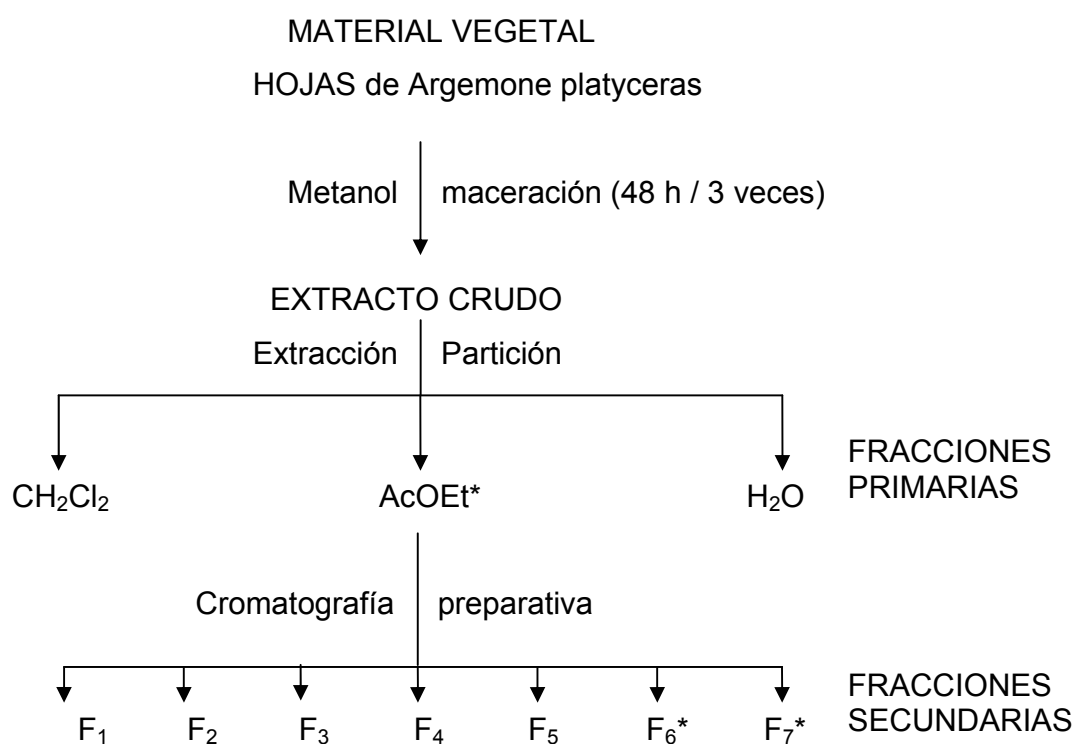 MATERIAL VEGETAL
HOJAS de Argemone platyceras
Metanol maceración (48 h / 3 veces)
EXTRACTO CRUDO
Extracción Partición
FRACCIONES
PRIMARIAS
CH₂Cl₂ AcOEt* H₂O
Cromatografía preparativa
FRACCIONES
SECUNDARIAS
F₁ F₂ F₃ F₄ F₅ F₆* F₇*